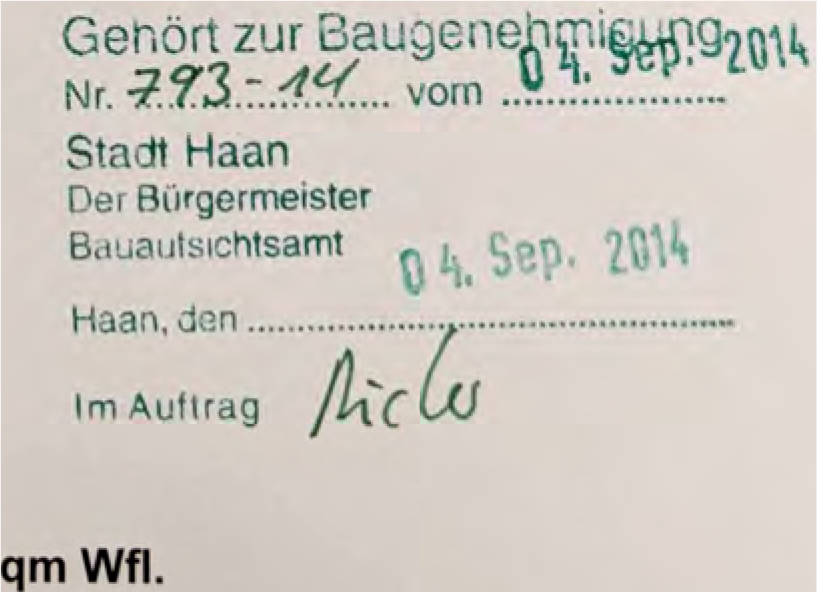 Gehört zur Baugenehmigung
Nr. 793-14 vom 04. Sep. 2014
Stadt Haan
Der Bürgermeister
Bauaufsichtsamt
04. Sep. 2014
Haan, den
Im Auftrag
qm Wfl.